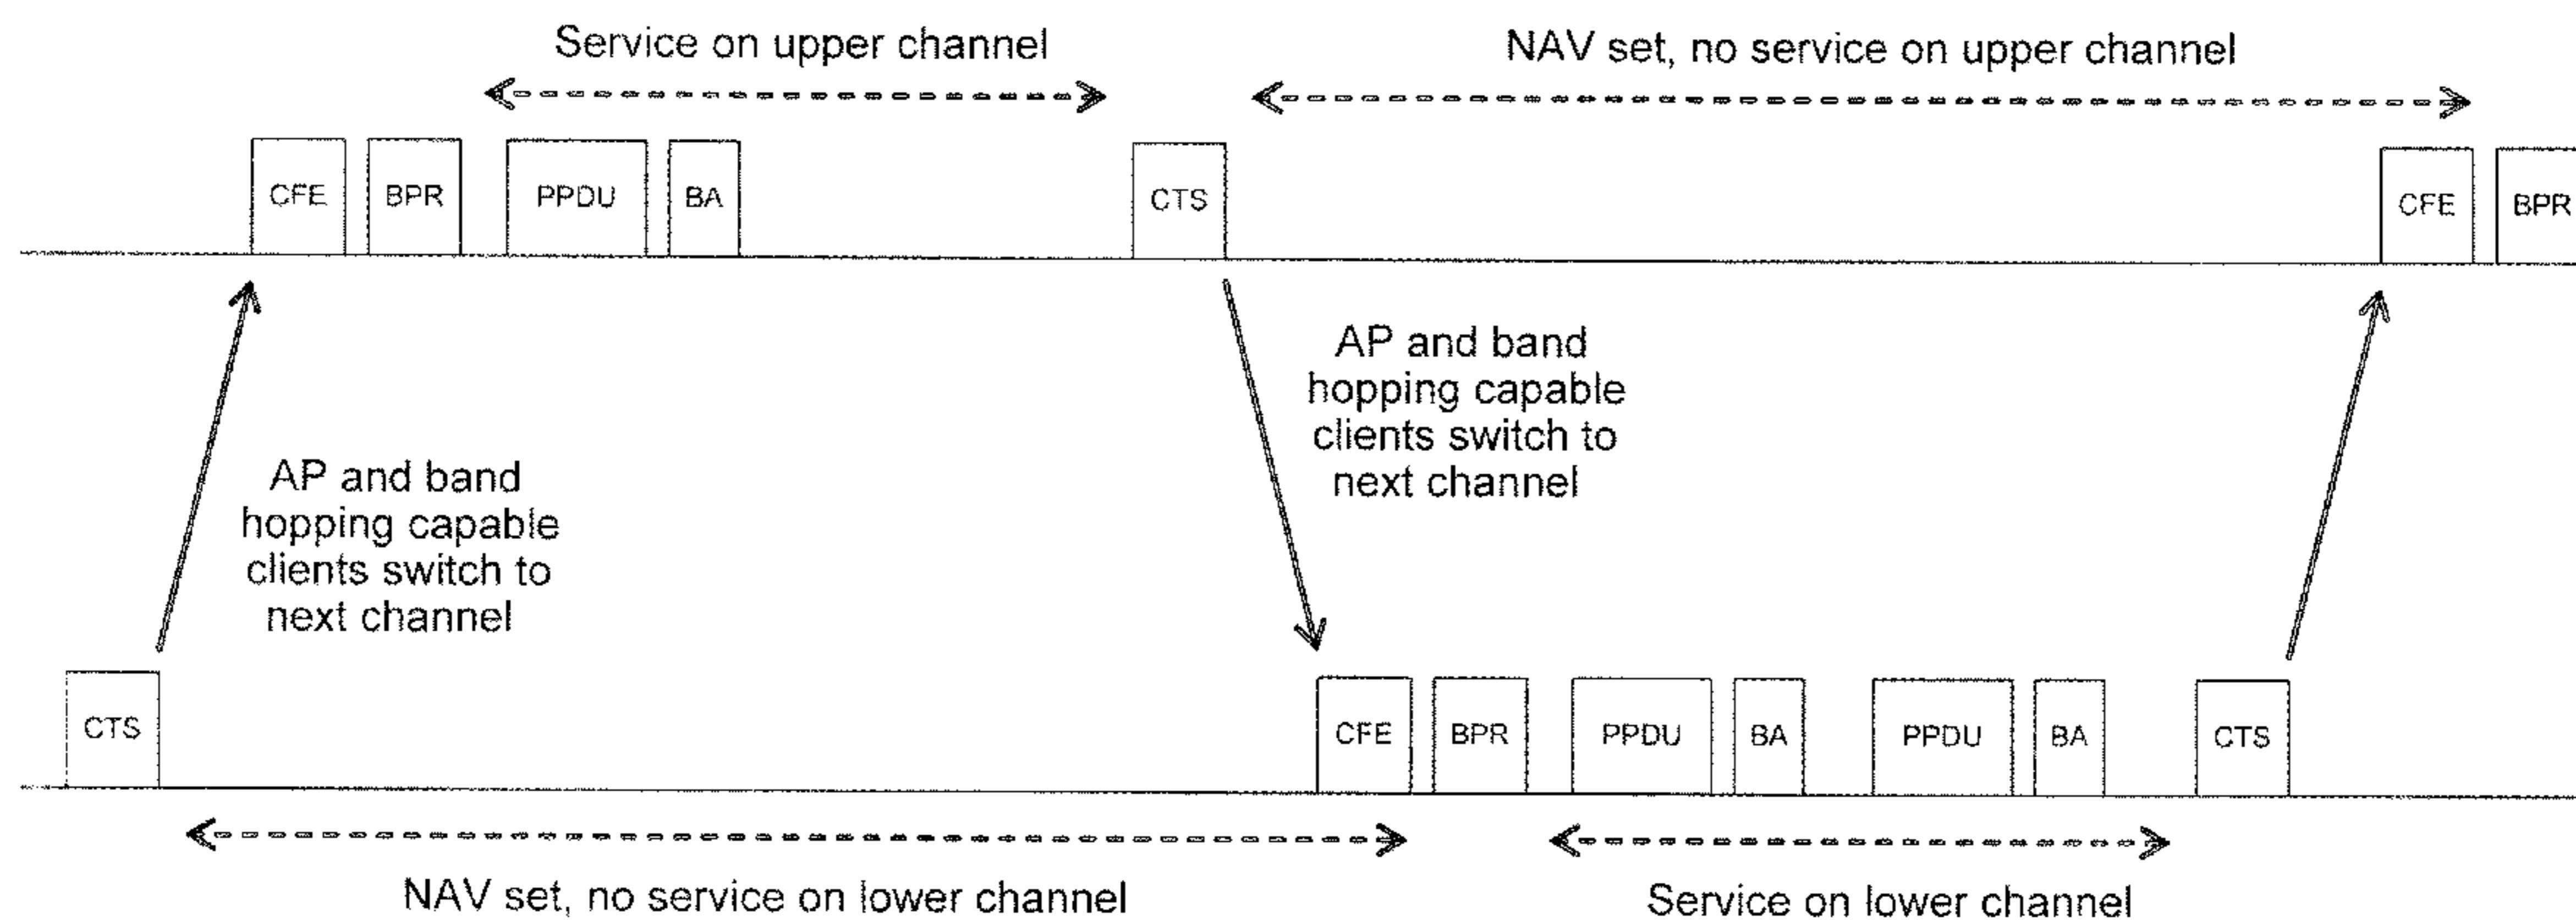 Service on upper channel
NAV set, no service on upper channel
CFE
BPR
PPDU
BA
CTS
CFE
BPR
AP and band
hopping capable
clients switch to
next channel
AP and band
hopping capable
clients switch to
next channel
CTS
CFE
BPR
PPDU
BA
PPDU
BA
CTS
NAV set, no service on lower channel
Service on lower channel